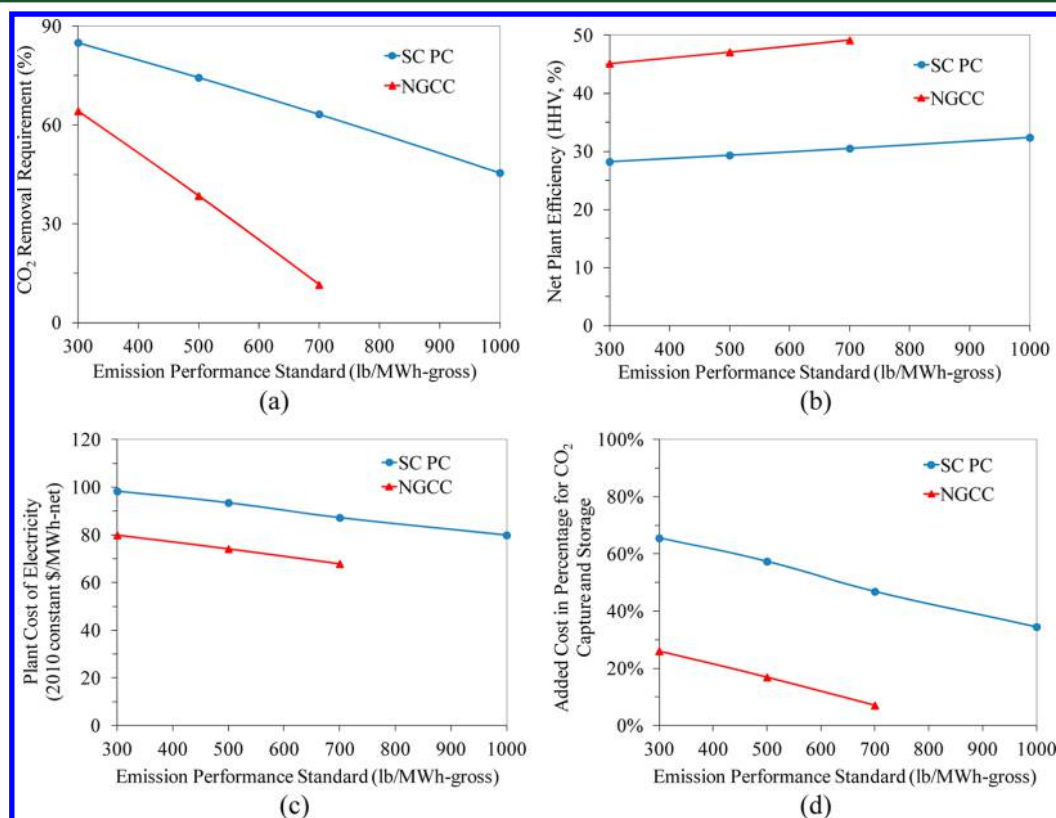 90
60
30
0
CO₂ Removal Requirement (%)
SC PC
NGCC
300 400 500 600 700 800 900 1000
Emission Performance Standard (lb/MWh-gross)
(a)
50
40
30
20
10
0
Net Plant Efficiency (HHV, %)
SC PC
NGCC
300 400 500 600 700 800 900 1000
Emission Performance Standard (lb/MWh-gross)
(b)
120
100
80
60
40
20
0
Plant Cost of Electricity
(2010 constant $/MWh-net)
SC PC
NGCC
300 400 500 600 700 800 900 1000
Emission Performance Standard (lb/MWh-gross)
(c)
100%
80%
60%
40%
20%
0%
Added Cost in Percentage for CO₂
Capture and Storage
SC PC
NGCC
300 400 500 600 700 800 900 1000
Emission Performance Standard (lb/MWh-gross)
(d)